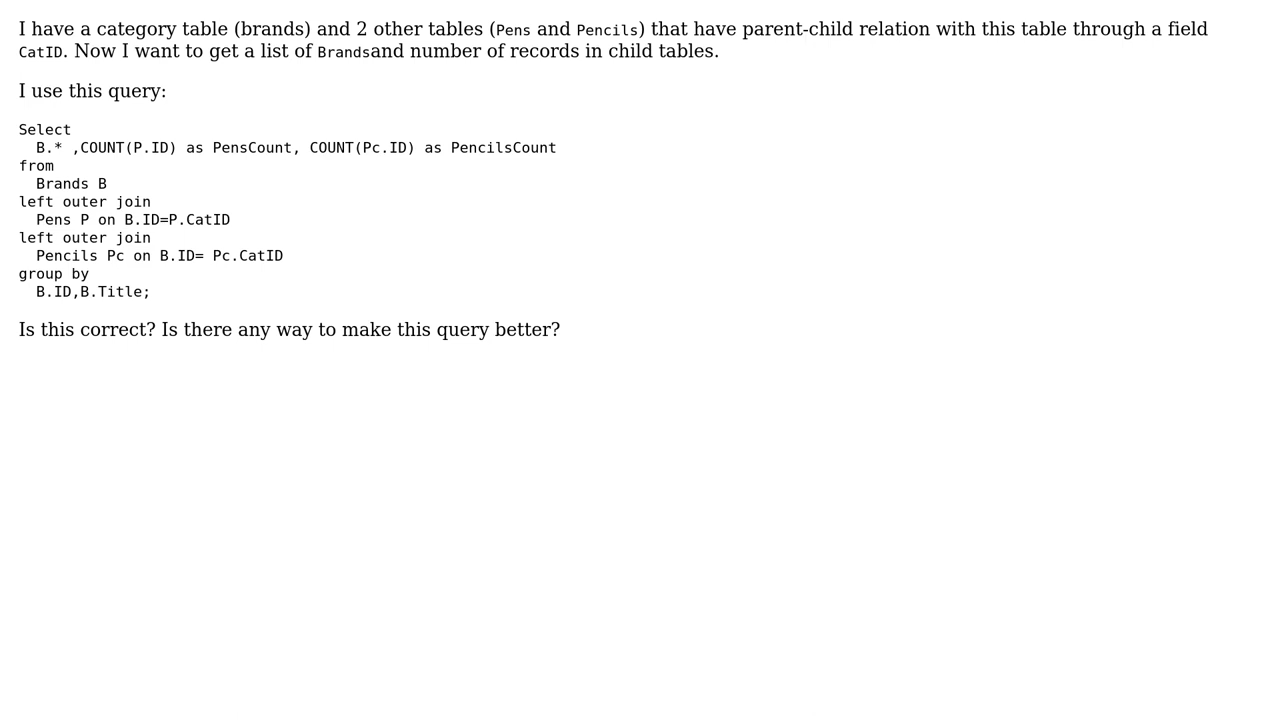 I have a category table (brands) and 2 other tables (Pens and Pencils) that have parent-child relation with this table through a field
CatID. Now I want to get a list of Brandsand number of records in child tables.
I use this query:
Select
  B.* ,COUNT(P.ID) as PensCount, COUNT(Pc.ID) as PencilsCount
from
  Brands B
left outer join
  Pens P on B.ID=P.CatID
left outer join
  Pencils Pc on B.ID= Pc.CatID
group by
  B.ID,B.Title;
Is this correct? Is there any way to make this query better?